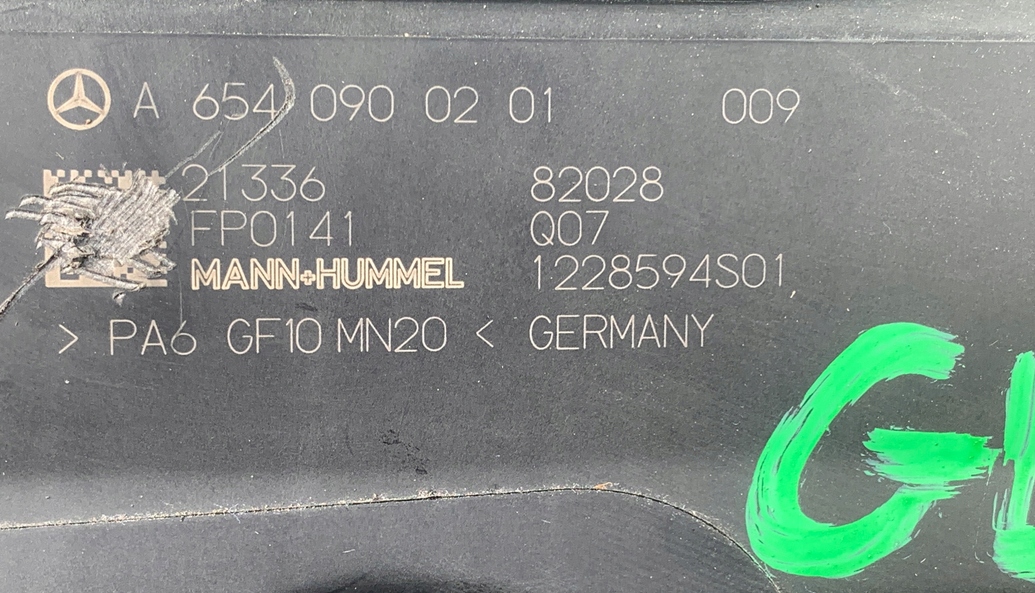 A 654 090 02 01 009
21336 82028
FP0141 Q07
MANN+HUMMEL 1228594S01
> PA6 GF10 MN20 < GERMANY
G